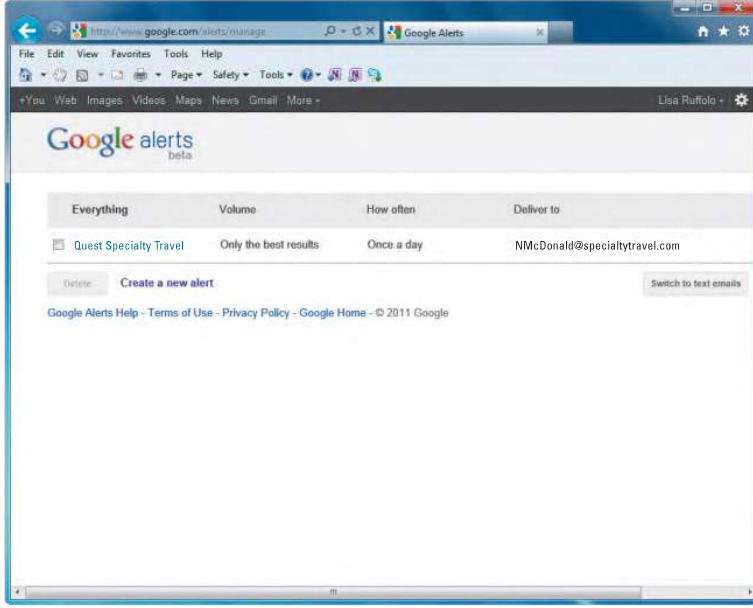 http://www.google.com/alerts/manage Google Alerts
File Edit View Favorites Tools Help
Page Safety Tools
+You Web Images Videos Maps News Gmail More Lisa Ruffolo
Google alerts
beta
Everything Volume How often Deliver to
Quest Specialty Travel Only the best results Once a day NMcDonald@specialtytravel.com
Delete Create a new alert Switch to text emails
Google Alerts Help - Terms of Use - Privacy Policy - Google Home - © 2011 Google